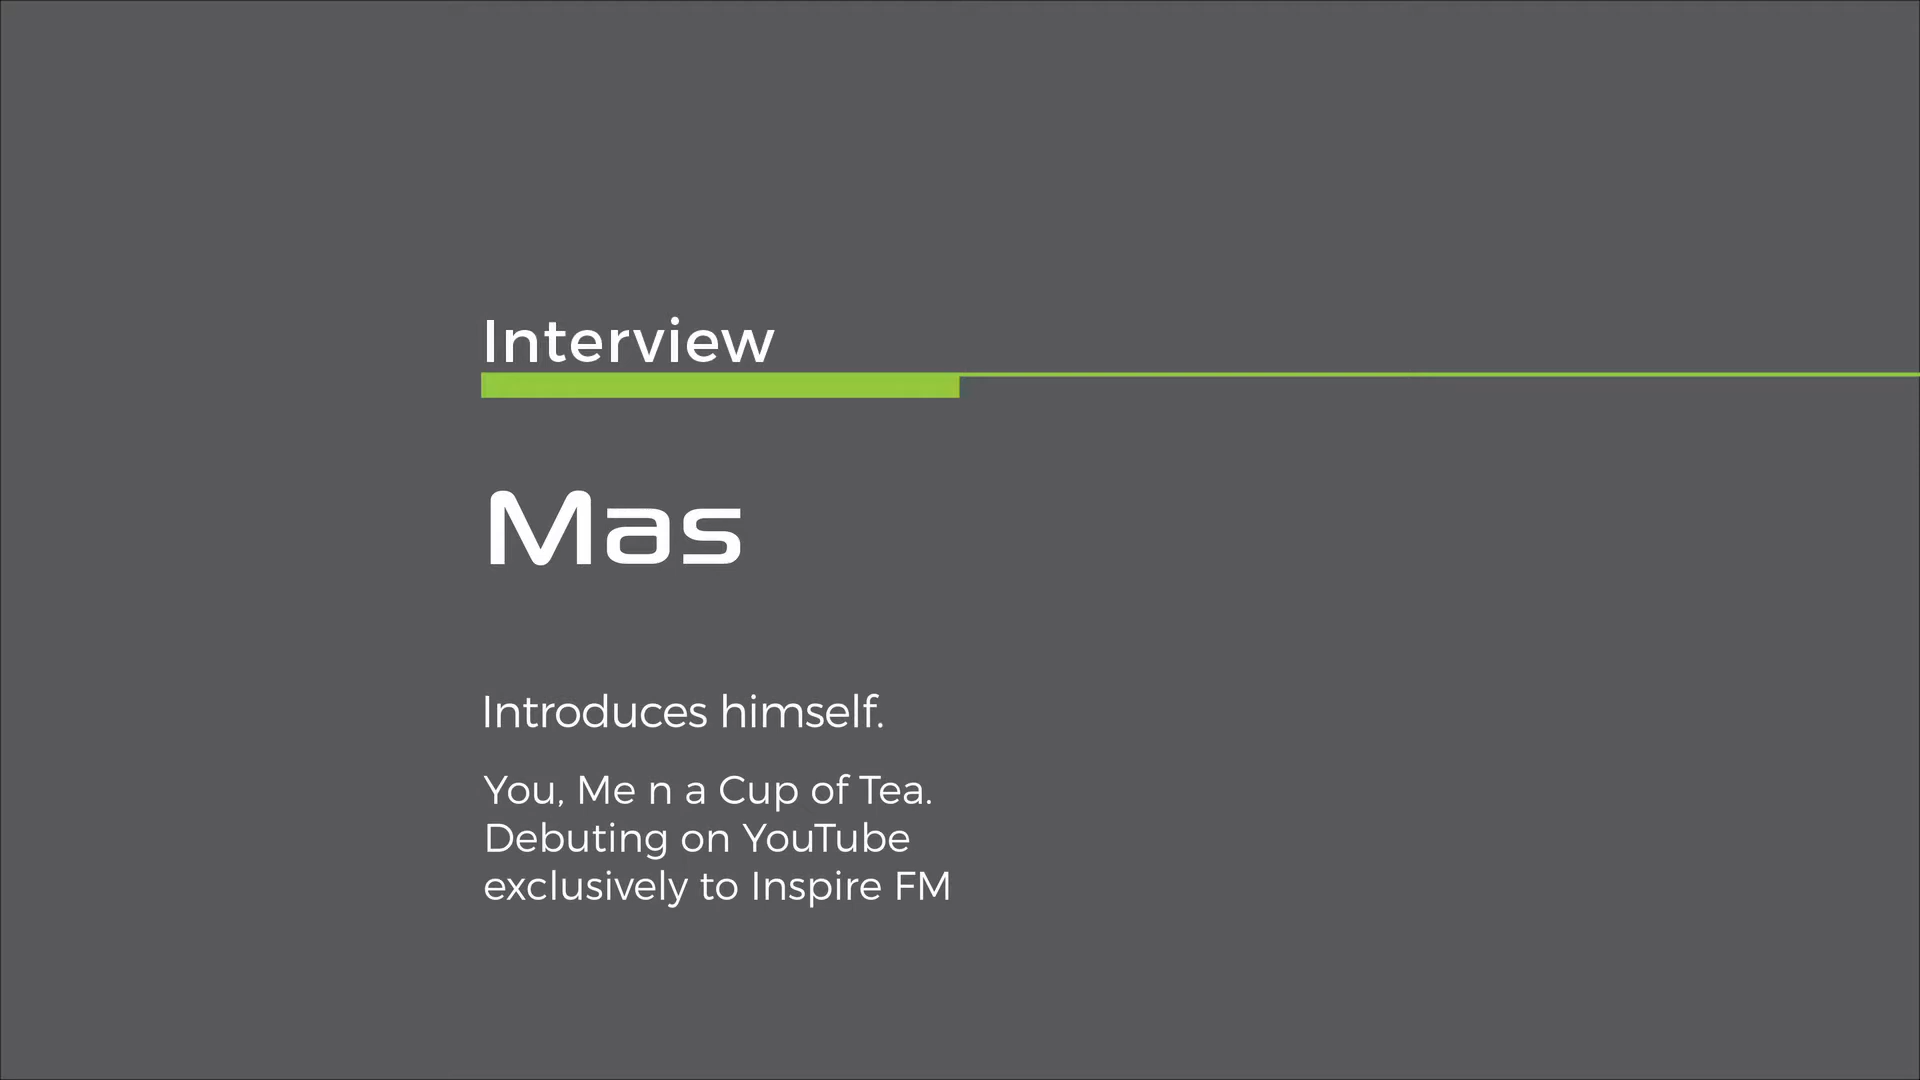 Interview
Mas
Introduces himself.
You, Me n a Cup of Tea.
Debuting on YouTube
exclusively to Inspire FM